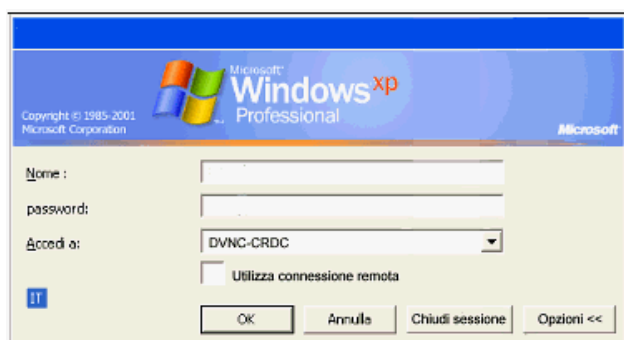 Microsoft
Windows xp
Professional
Copyright © 1985-2001
Microsoft Corporation
Microsoft
Nome :
password:
Accedi a:
DVNC-CRDC
Utilizza connessione remota
IT
OK
Annulla
Chiudi sessione
Opzioni <<